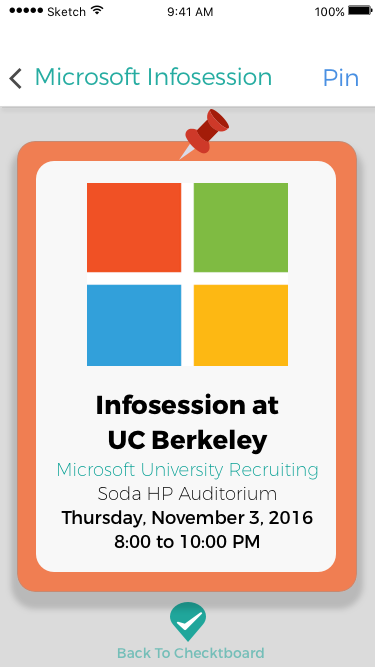 Sketch 9:41 AM 100%
Microsoft Infosession Pin
Infosession at
UC Berkeley
Microsoft University Recruiting
Soda HP Auditorium
Thursday, November 3, 2016
8:00 to 10:00 PM
Back To Checktboard